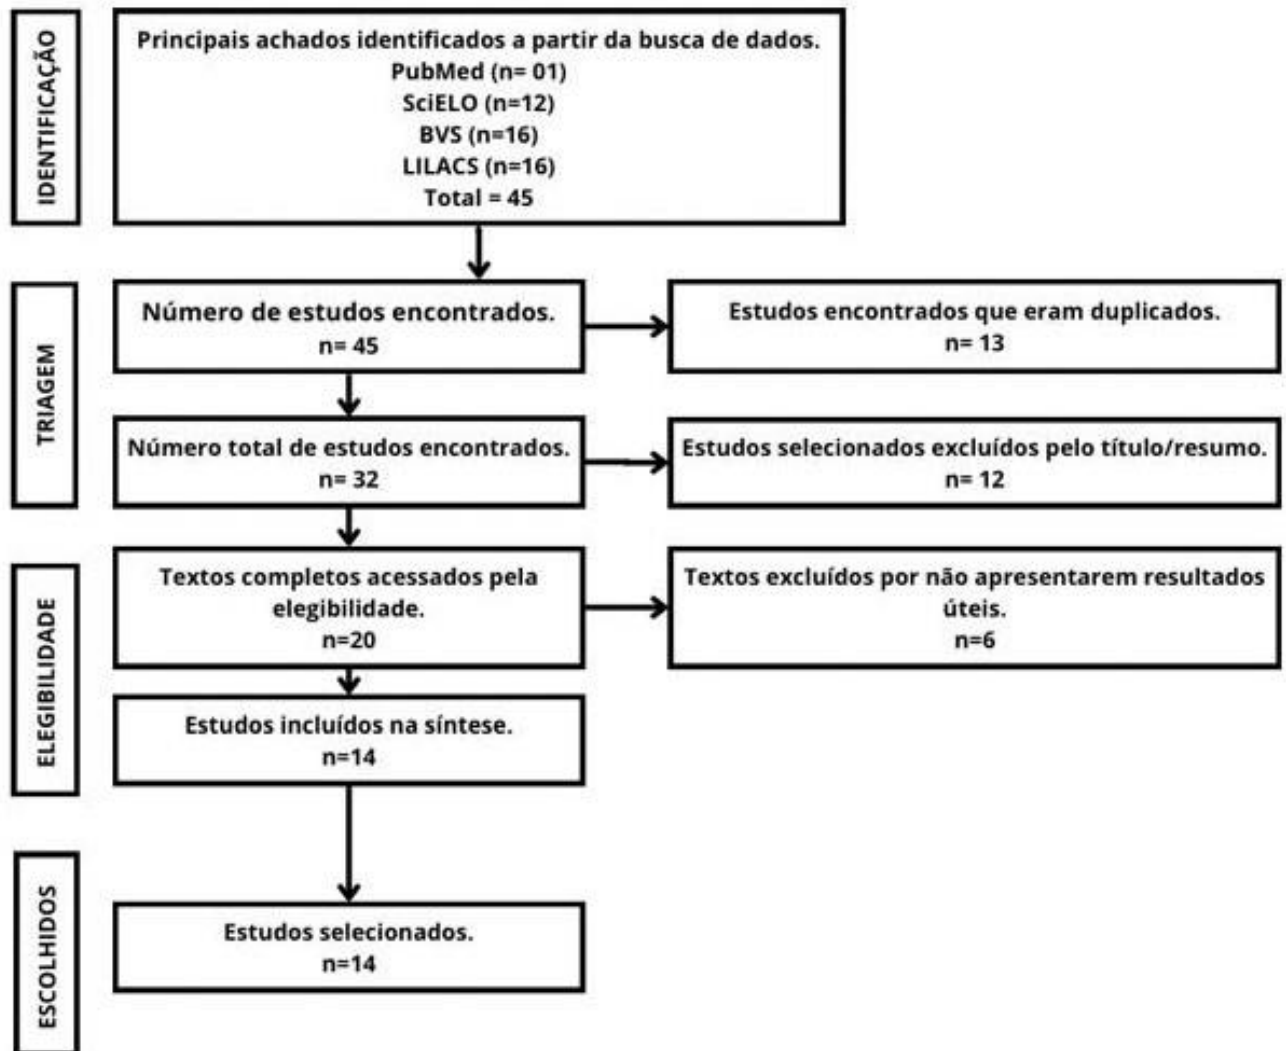 IDENTIFICAÇÃO
Principais achados identificados a partir da busca de dados.
PubMed (n= 01)
SciELO (n=12)
BVS (n=16)
LILACS (n=16)
Total = 45
TRIAGEM
Número de estudos encontrados.
n= 45
Estudos encontrados que eram duplicados.
n= 13
Número total de estudos encontrados.
n= 32
Estudos selecionados excluídos pelo título/resumo.
n= 12
ELEGIBILIDADE
Textos completos acessados pela
elegibilidade.
n=20
Textos excluídos por não apresentarem resultados
úteis.
n=6
Estudos incluídos na síntese.
n=14
ESCOLHIDOS
Estudos selecionados.
n=14